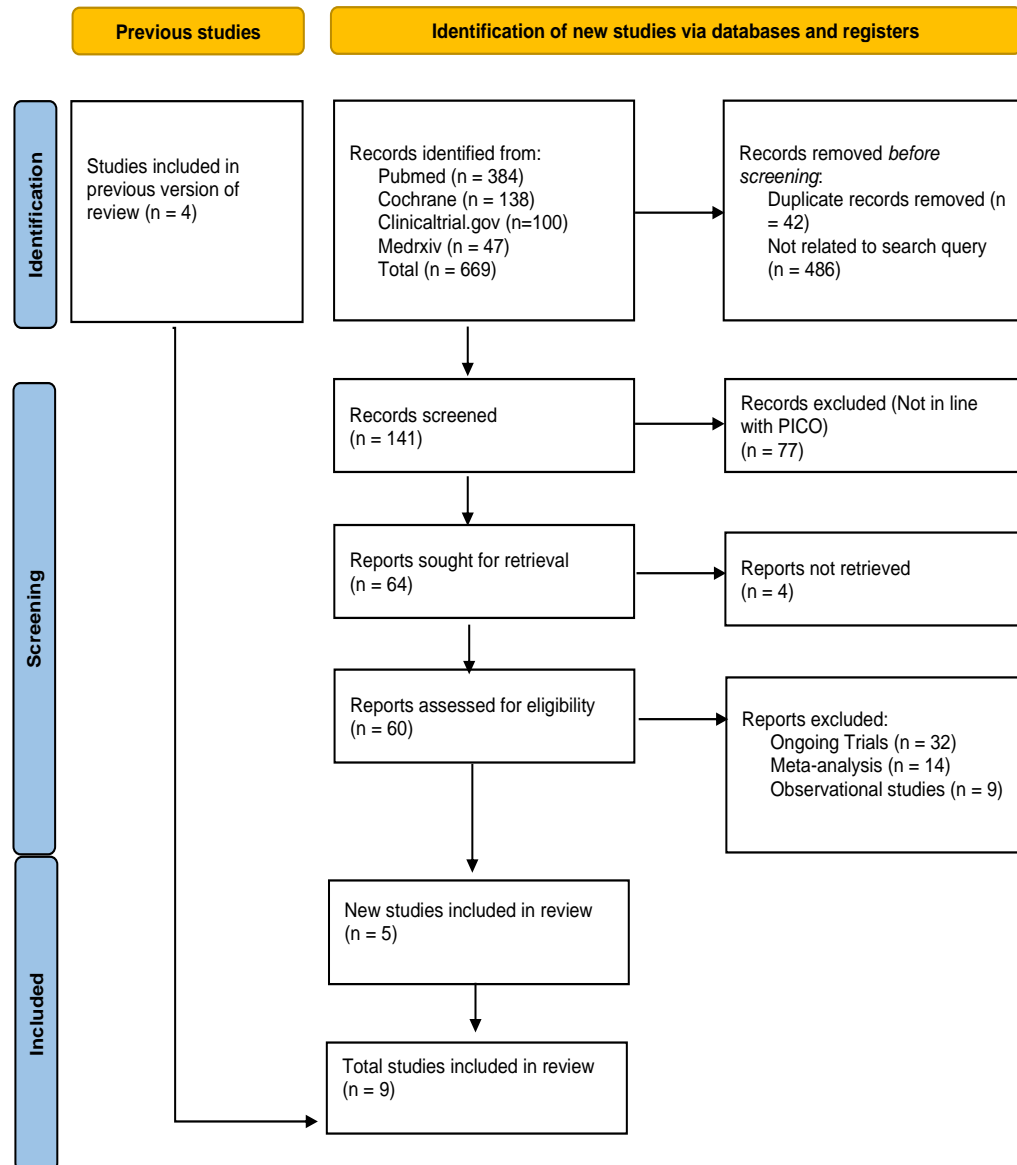 Previous studies
Identification of new studies via databases and registers
Identification
Studies included in
previous version of
review (n = 4)
Records identified from:
Pubmed (n = 384)
Cochrane (n = 138)
Clinicaltrial.gov (n=100)
Medrxiv (n = 47)
Total (n = 669)
Records removed before
screening:
Duplicate records removed (n
= 42)
Not related to search query
(n = 486)
Screening
Records screened
(n = 141)
Records excluded (Not in line
with PICO)
(n = 77)
Reports sought for retrieval
(n = 64)
Reports not retrieved
(n = 4)
Reports assessed for eligibility
(n = 60)
Reports excluded:
Ongoing Trials (n = 32)
Meta-analysis (n = 14)
Observational studies (n = 9)
Included
New studies included in review
(n = 5)
Total studies included in review
(n = 9)